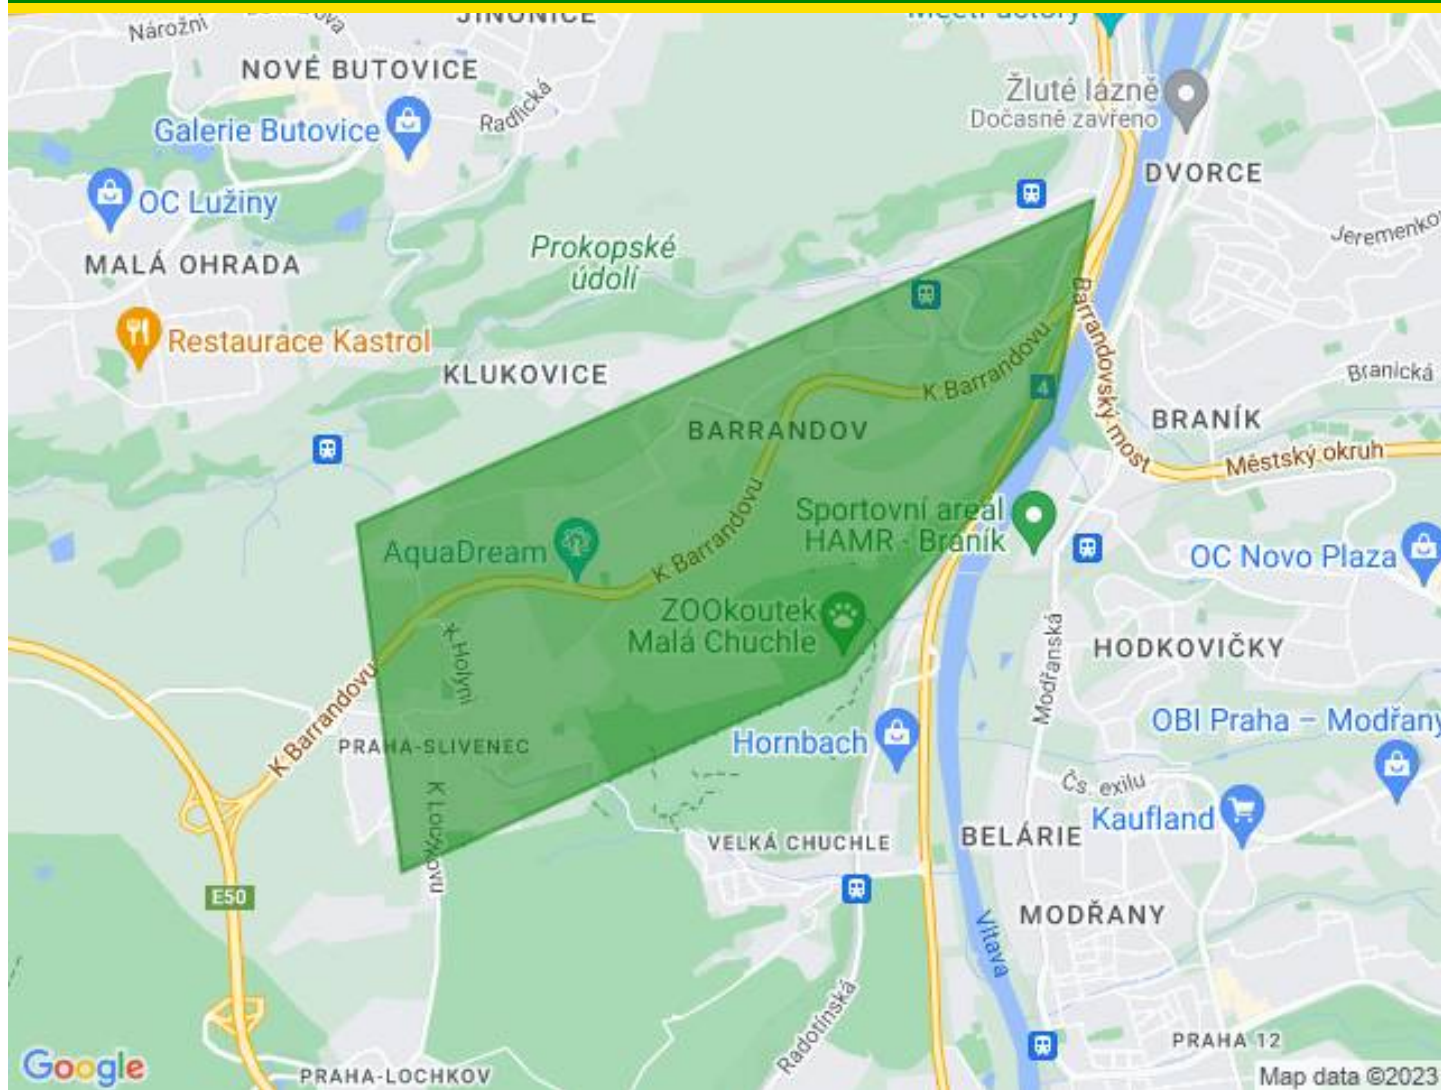 JINONICE
MeetFactory
Nárožní
NOVÉ BUTOVICE
Radlická
Galerie Butovice
Žluté lázně
Dočasně zavřeno
DVORCE
OC Lužiny
Prokopské
údolí
MALÁ OHRADA
Restaurace Kastrol
KLUKOVICE
Barrandovský most
K Barrandovu
4
Branická
BARRANDOV
BRANÍK
Městský okruh
K Barrandovu
Sportovní areál
HAMR - Braník
AquaDream
OC Novo Plaza
ZOOkoutek
Malá Chuchle
K Holyni
Modřanská
HODKOVIČKY
K Barrandovu
PRAHA-SLIVENEC
Hornbach
OBI Praha – Modřany
K Lochkovu
Čs. exilu
Kaufland
VELKÁ CHUCHLE
BELÁRIE
E50
MODŘANY
Vltava
Radotínská
PRAHA 12
Google
PRAHA-LOCHKOV
Map data ©2023